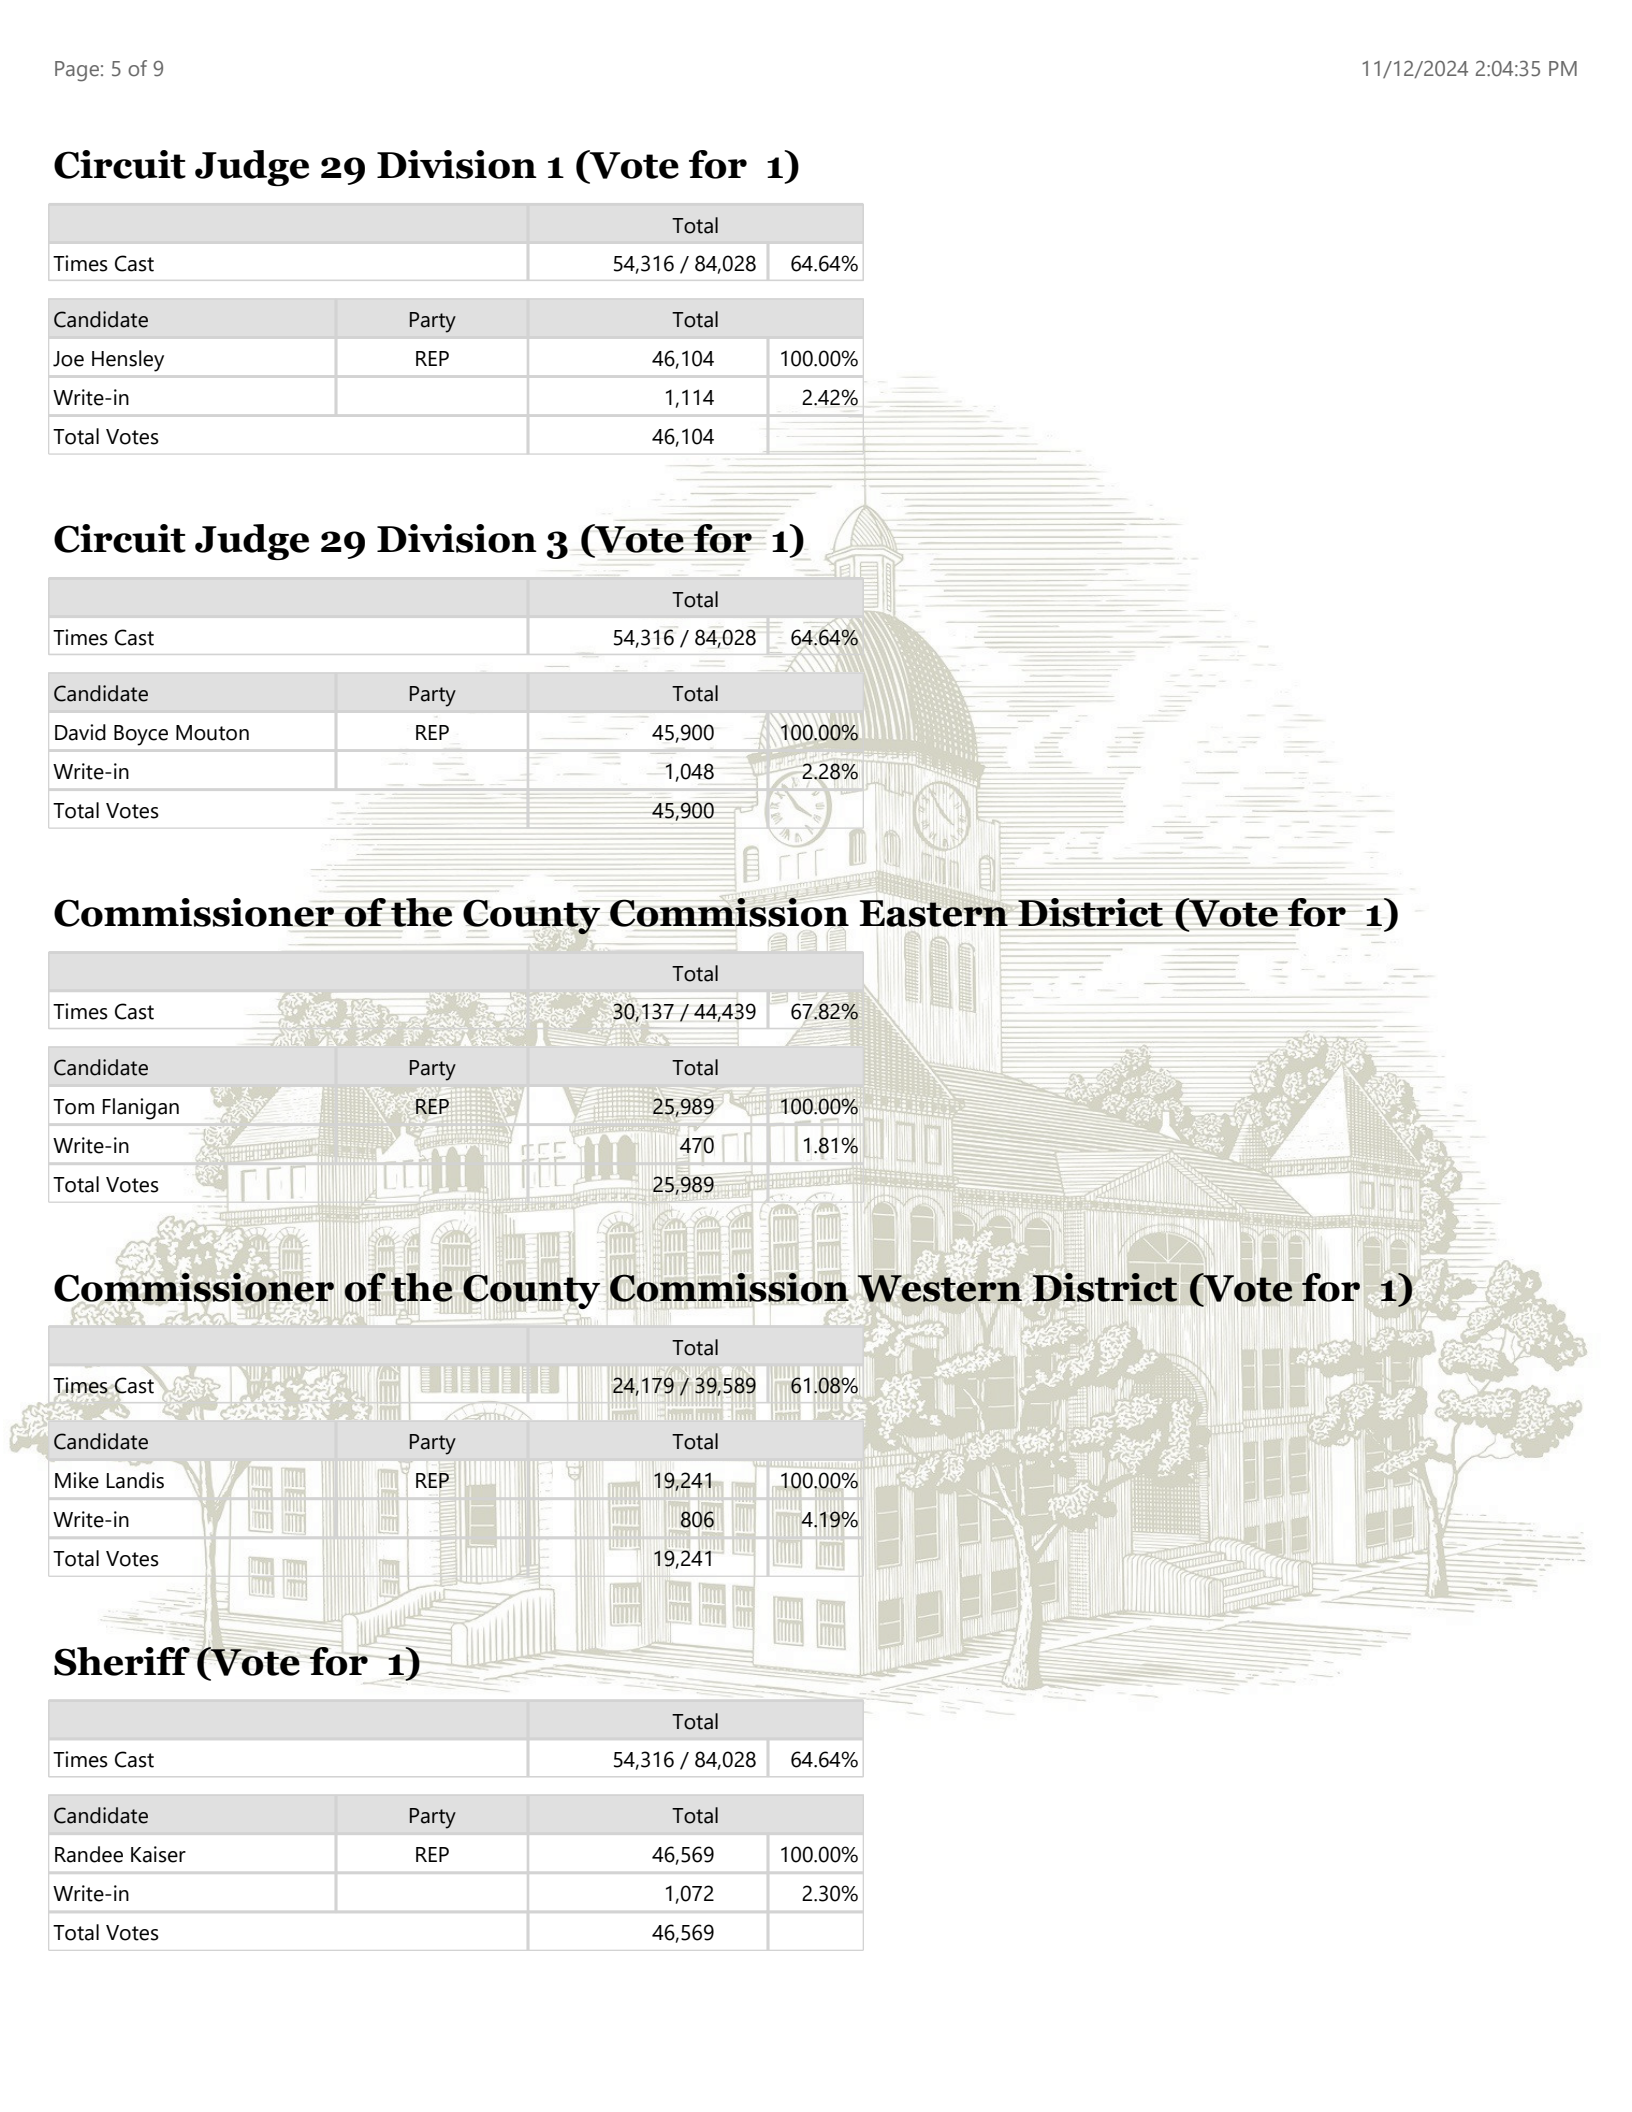 Page: 5 of 9 11/12/2024 2:04:35 PM
Circuit Judge 29 Division 1 (Vote for 1)
Total
Times Cast 54,316 / 84,028 64.64%
Candidate Party Total
Joe Hensley REP 46,104 100.00%
Write-in 1,114 2.42%
Total Votes 46,104
Circuit Judge 29 Division 3 (Vote for 1)
Total
Times Cast 54,316 / 84,028 64.64%
Candidate Party Total
David Boyce Mouton REP 45,900 100.00%
Write-in 1,048 2.28%
Total Votes 45,900
Commissioner of the County Commission Eastern District (Vote for 1)
Total
Times Cast 30,137 / 44,439 67.82%
Candidate Party Total
Tom Flanigan REP 25,989 100.00%
Write-in 470 1.81%
Total Votes 25,989
Commissioner of the County Commission Western District (Vote for 1)
Total
Times Cast 24,179 / 39,589 61.08%
Candidate Party Total
Mike Landis REP 19,241 100.00%
Write-in 806 4.19%
Total Votes 19,241
Sheriff (Vote for 1)
Total
Times Cast 54,316 / 84,028 64.64%
Candidate Party Total
Randee Kaiser REP 46,569 100.00%
Write-in 1,072 2.30%
Total Votes 46,569